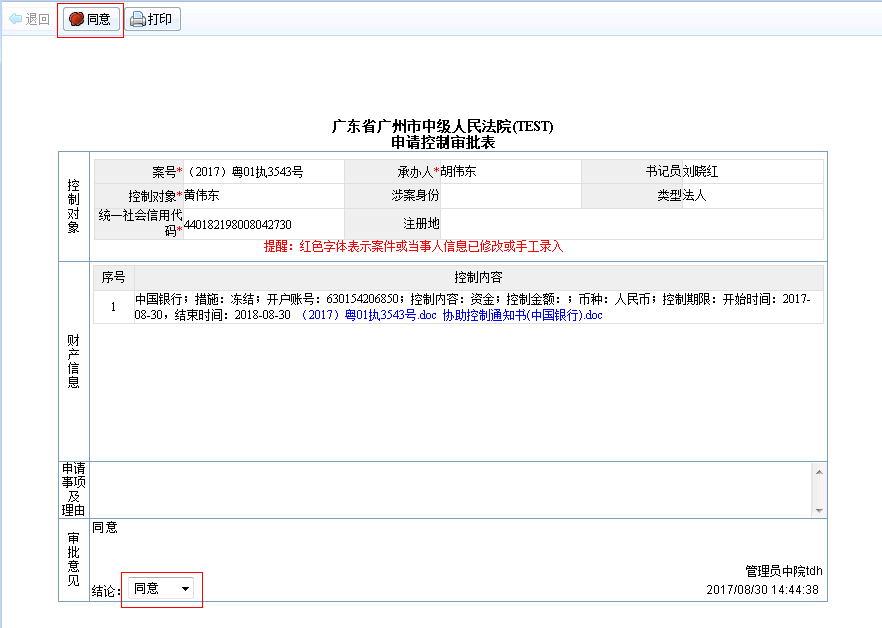 退回 同意 打印
广东省广州市中级人民法院(TEST)
申请控制审批表
控制对象
案号* （2017）粤01执3543号 承办人*胡伟东 书记员刘晓红
控制对象*黄伟东 涉案身份 类型法人
统一社会信用代码*440182198008042730 注册地
提醒：红色字体表示案件或当事人信息已修改或手工录入
财产信息
序号 控制内容
1 中国银行；措施：冻结；开户账号：630154206850；控制内容：资金；控制金额：；币种：人民币；控制期限：开始时间：2017-
08-30，结束时间：2018-08-30 （2017）粤01执3543号.doc 协助控制通知书(中国银行).doc
申请事项及理由
审批意见
同意
结论： 同意
管理员中院tdh
2017/08/30 14:44:38